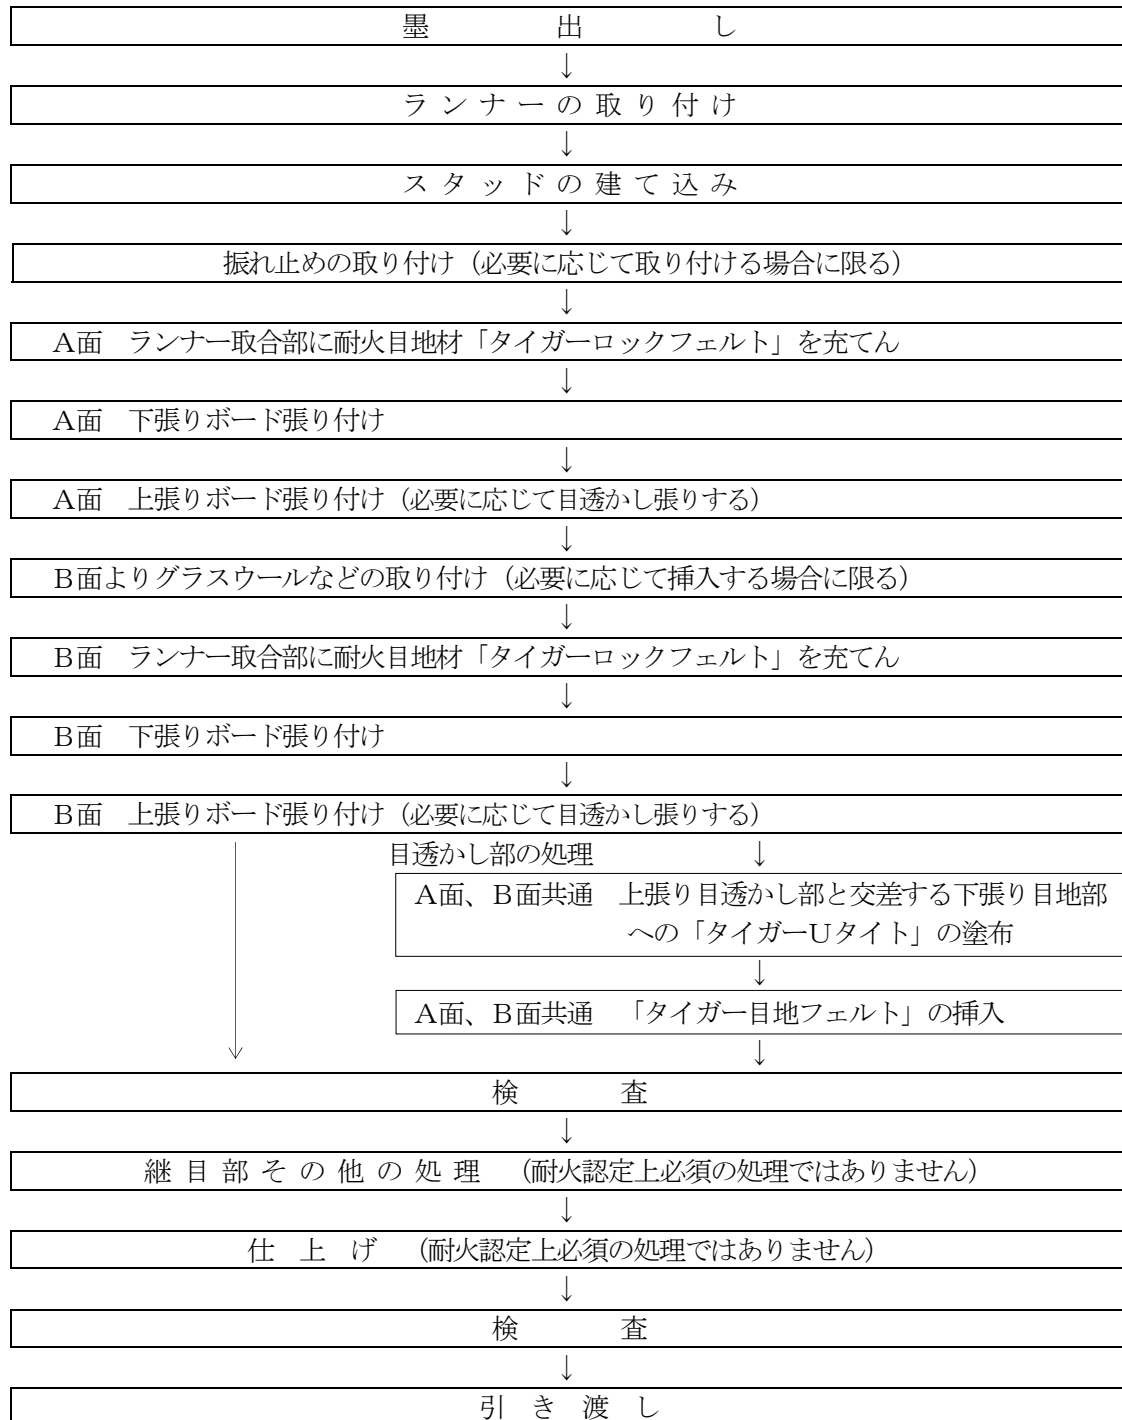 墨出し
↓
ランナーの取り付け
↓
スタッドの建て込み
↓
振れ止めの取り付け（必要に応じて取り付ける場合に限る）
↓
A面　ランナー取合部に耐火目地材「タイガーロックフェルト」を充てん
↓
A面　下張りボード張り付け
↓
A面　上張りボード張り付け（必要に応じて目透かし張りする）
↓
B面よりグラスウールなどの取り付け（必要に応じて挿入する場合に限る）
↓
B面　ランナー取合部に耐火目地材「タイガーロックフェルト」を充てん
↓
B面　下張りボード張り付け
↓
B面　上張りボード張り付け（必要に応じて目透かし張りする）
目透かし部の処理　↓
A面、B面共通　上張り目透かし部と交差する下張り目地部
への「タイガーUタイト」の塗布
↓
A面、B面共通　「タイガー目地フェルト」の挿入
↓
検査
↓
継目部その他の処理　（耐火認定上必須の処理ではありません）
↓
仕上げ　（耐火認定上必須の処理ではありません）
↓
検査
↓
引き渡し